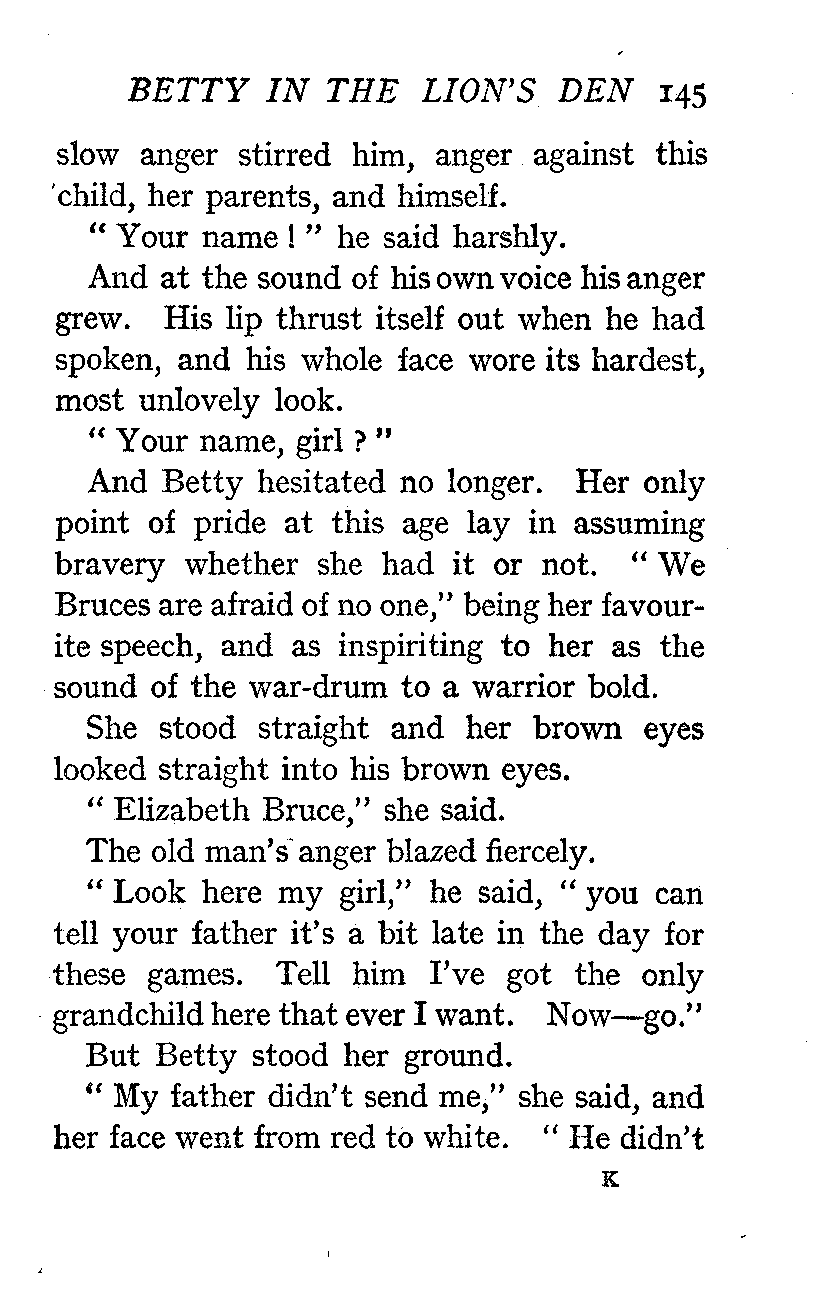 BETTY IN THE LION'S DEN 145
slow anger stirred him, anger against this
child, her parents, and himself.
“ Your name ! ” he said harshly.
And at the sound of his own voice his anger
grew. His lip thrust itself out when he had
spoken, and his whole face wore its hardest,
most unlovely look.
“ Your name, girl ? ”
And Betty hesitated no longer. Her only
point of pride at this age lay in assuming
bravery whether she had it or not. “ We
Bruces are afraid of no one,” being her favour-
ite speech, and as inspiriting to her as the
sound of the war-drum to a warrior bold.
She stood straight and her brown eyes
looked straight into his brown eyes.
“ Elizabeth Bruce,” she said.
The old man's anger blazed fiercely.
“ Look here my girl,” he said, “ you can
tell your father it's a bit late in the day for
these games. Tell him I've got the only
grandchild here that ever I want. Now—go.”
But Betty stood her ground.
“ My father didn't send me,” she said, and
her face went from red to white. “ He didn't
K